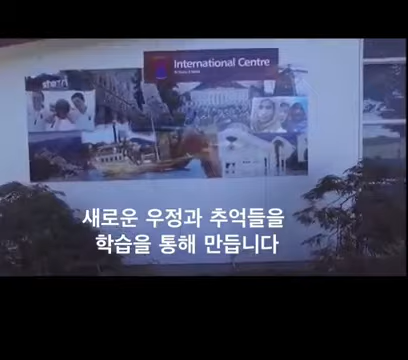 International Centre
새로운 우정과 추억들을
학습을 통해 만듭니다